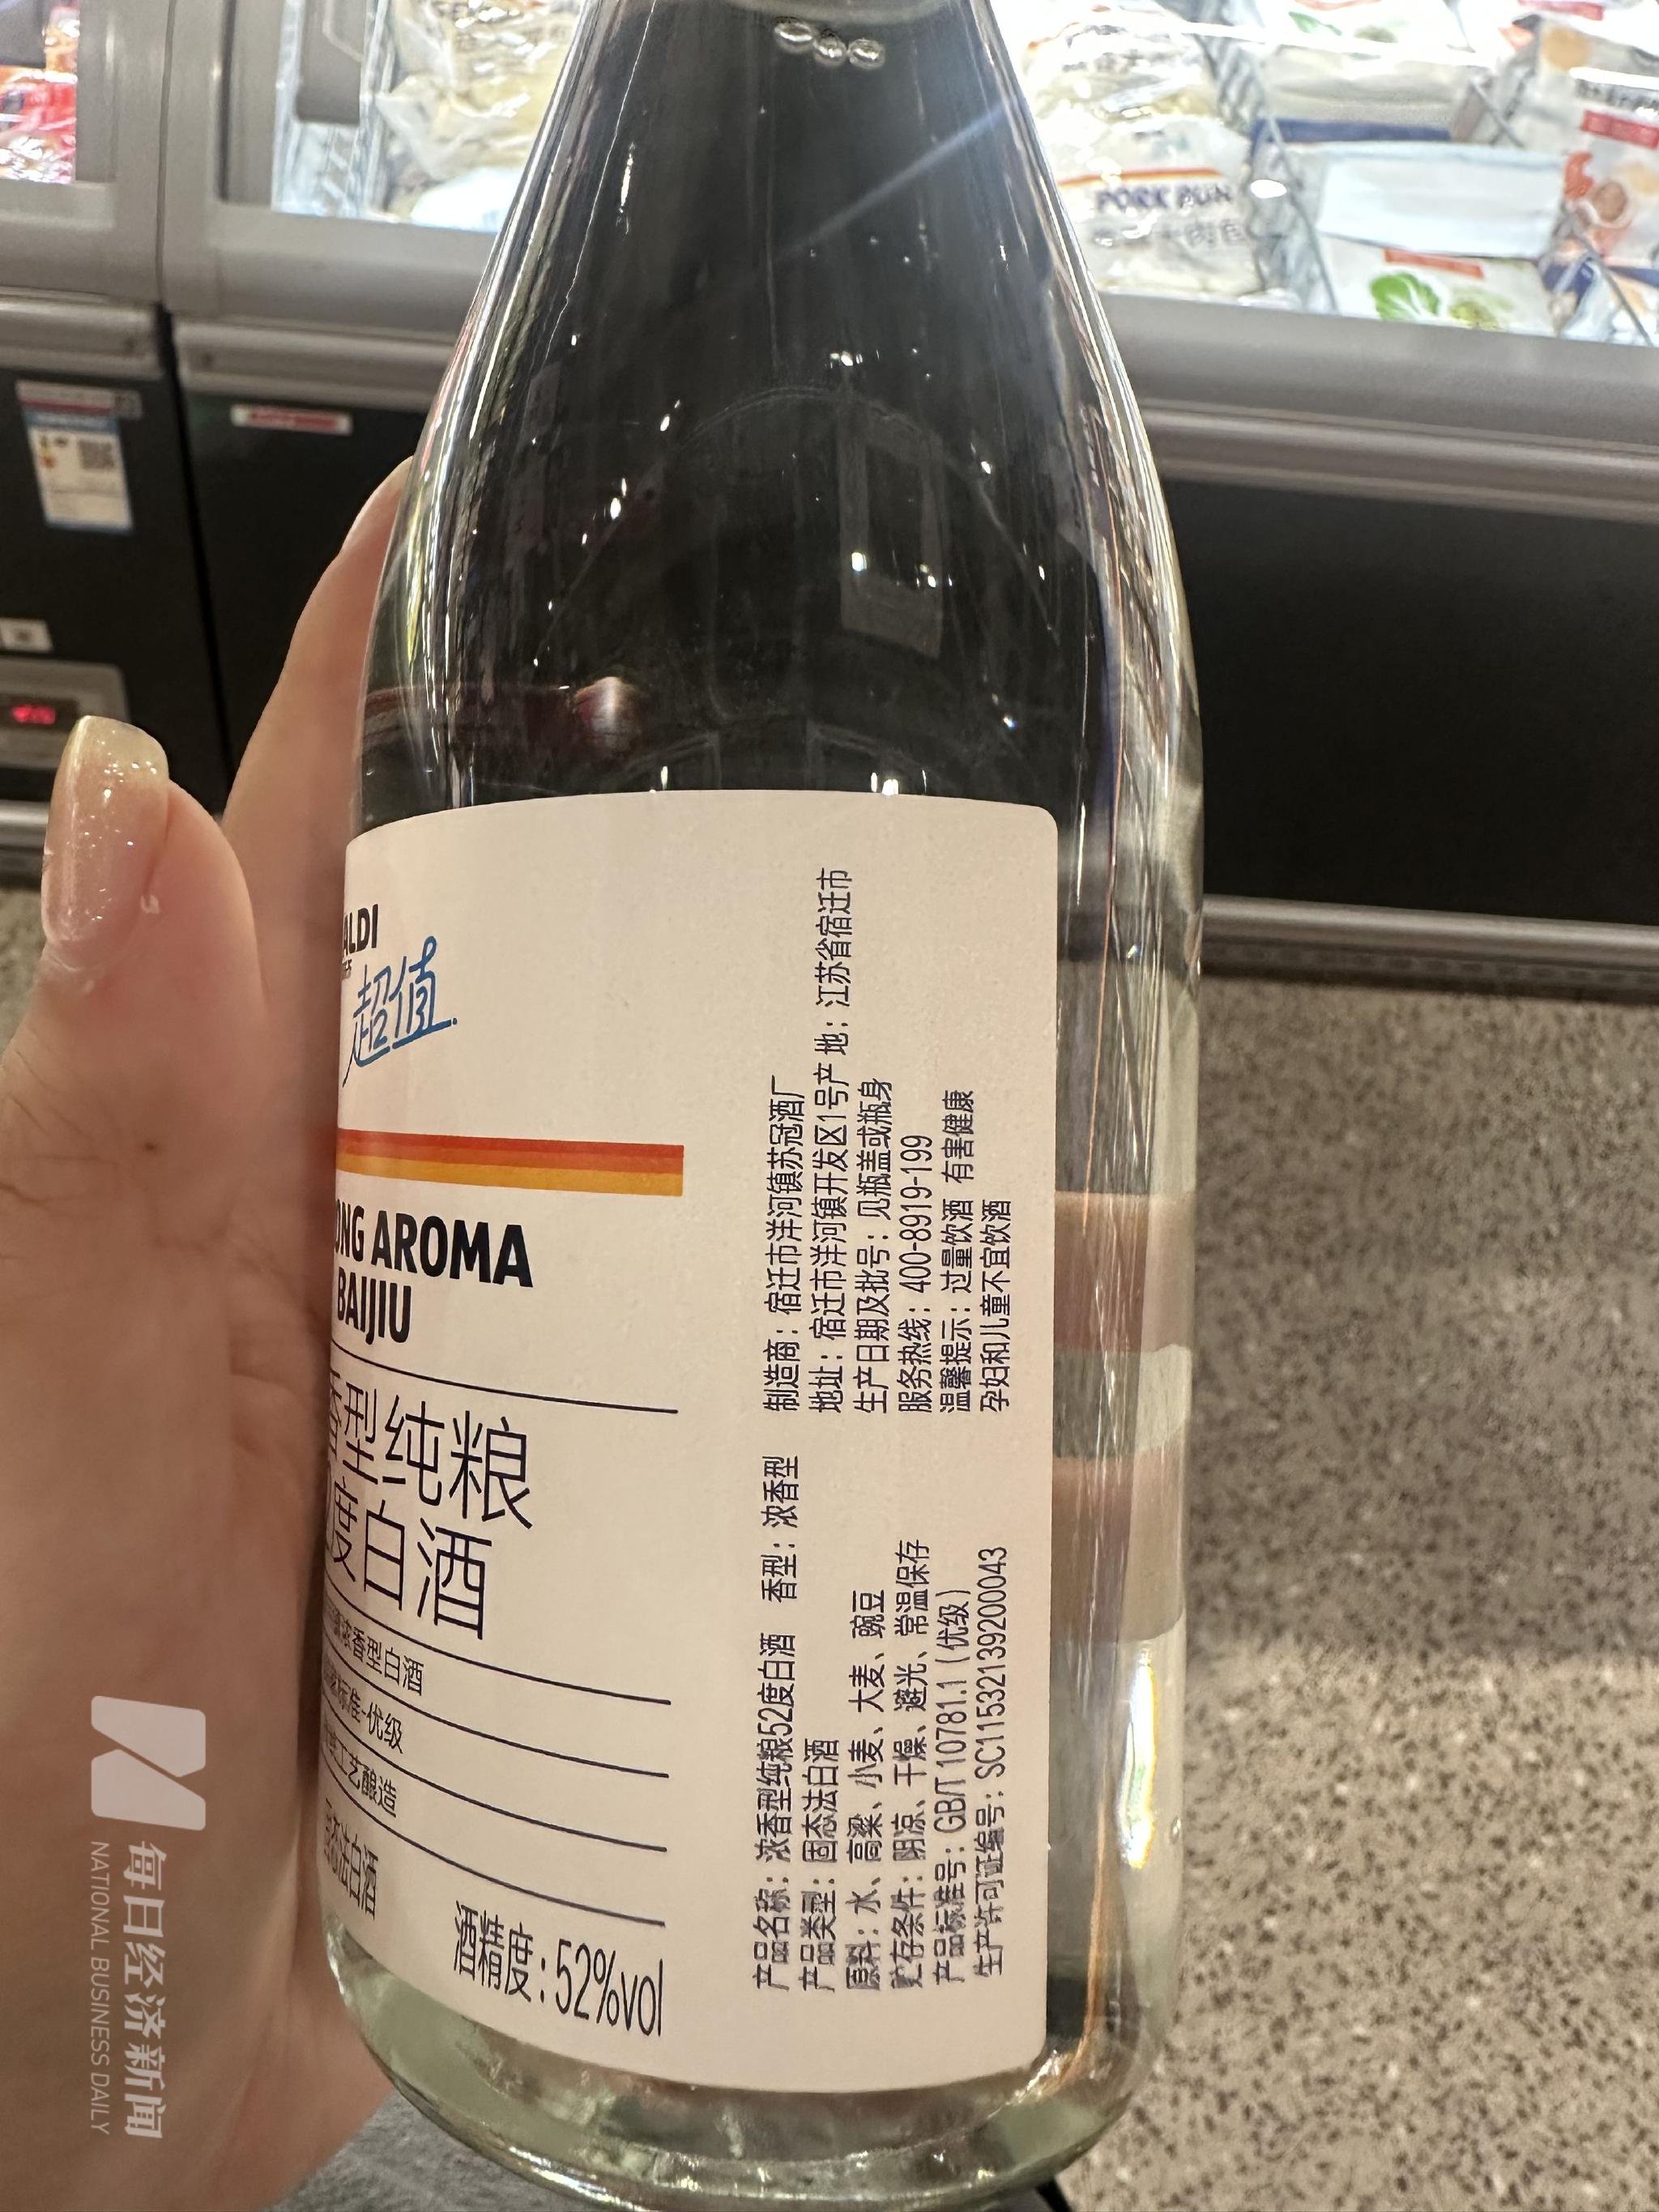 PORK BUN
ALDI
超值
ONG AROMA
BAIJIU
香型纯粮
度白酒
浓香型白酒
标准-优级
工艺酿造
固态法白酒
酒精度:52%vol
产品名称:浓香型纯粮52度白酒 香型:浓香型
产品类型:固态法白酒
原料:水、高粱、小麦、大麦、豌豆
贮存条件:阴凉、干燥、避光、常温保存
产品标准号:GB/T 10781.1(优级)
生产许可证编号:SC11532139200043
制造商:宿迁市洋河镇苏冠酒厂
地址:宿迁市洋河镇开发区1号产 地:江苏省宿迁市
生产日期及批号:见瓶盖或瓶身
服务热线:400-8919-199
温馨提示:过量饮酒 有害健康
孕妇和儿童不宜饮酒
每日经济新闻
NATIONAL BUSINESS DAILY